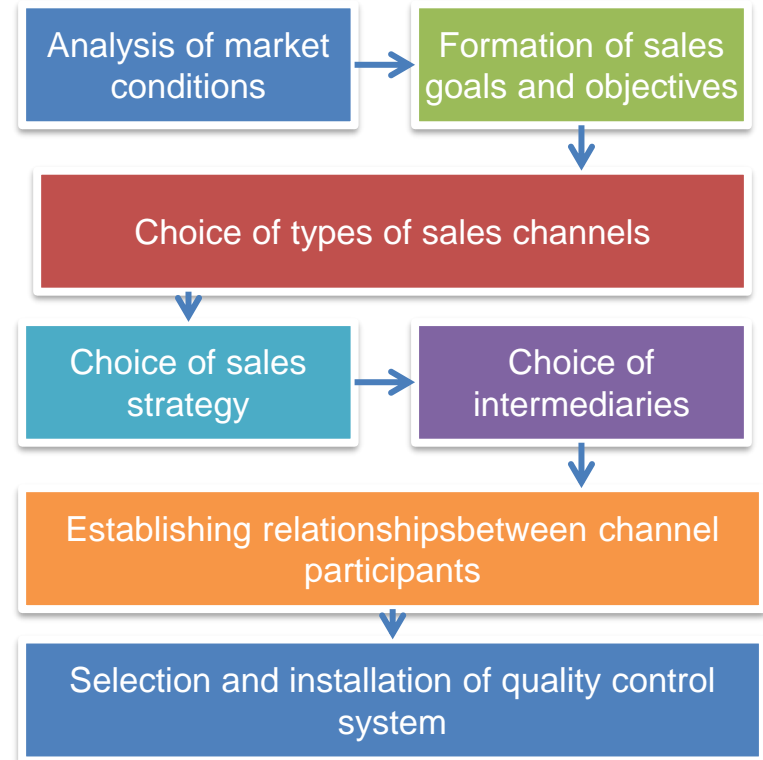 Analysis of market
conditions
Formation of sales
goals and objectives
Choice of types of sales channels
Choice of sales
strategy
Choice of
intermediaries
Establishing relationshipsbetween channel
participants
Selection and installation of quality control
system